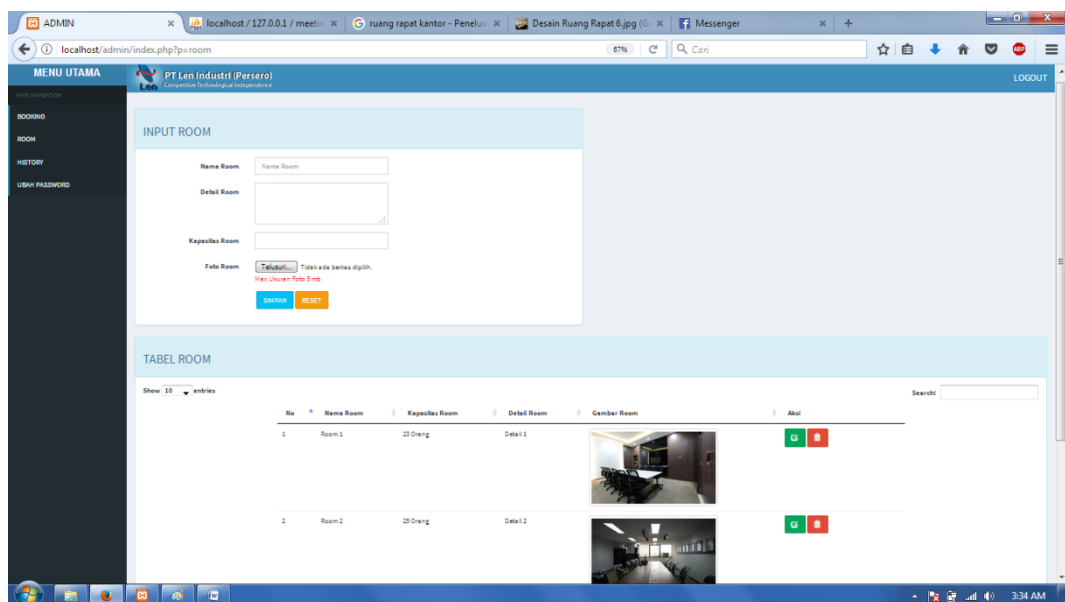 ADMIN
localhost / 127.0.0.1 / meetin
ruang rapat kantor - Penelus
Desain Ruang Rapat 6.jpg (G
Messenger
localhost/admin/index.php?p=room
67%
Cari
MENU UTAMA
PT Len Industri (Persero)
Competitive Technological Independence
Len
LOGOUT
MAIN NAVIGATION
BOOKING
ROOM
HISTORY
UBAH PASSWORD
INPUT ROOM
Nama Room
Nama Room
Detail Room
Kapasitas Room
Foto Room
Telusuri... Tidak ada berkas dipilih.
Max Ukuran Foto 5 mb
SIMPAN RESET
TABEL ROOM
Show 10 entries
Search:
No Nama Room Kapasitas Room Detail Room Gambar Room Aksi
1 Room 1 23 Orang Detail 1
2 Room 2 25 Orang Detail 2
3:34 AM